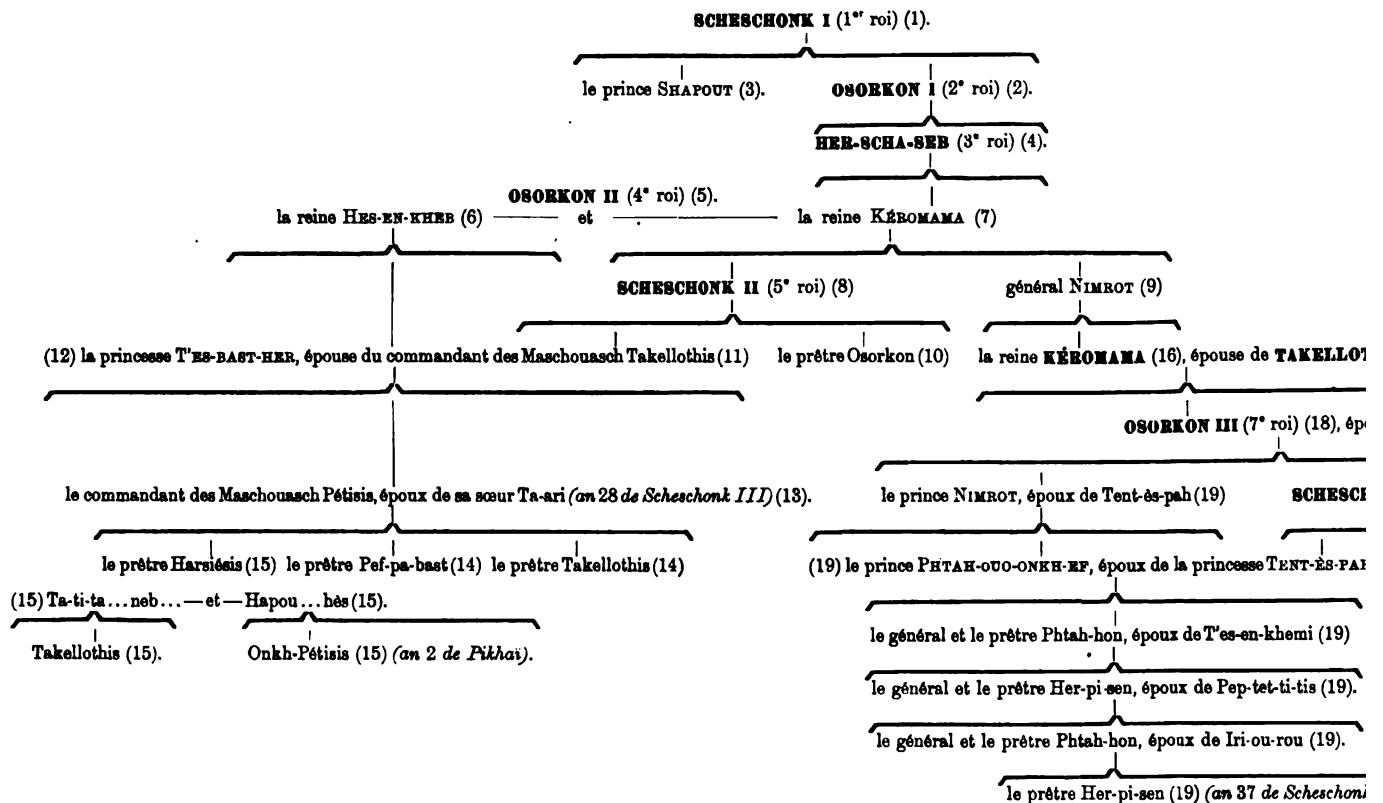 SCHESCHONK I (1er roi) (1).
le prince SHAPOUT (3). OSORKON I (2e roi) (2).
HER-SCHA-SEB (3e roi) (4).
OSORKON II (4e roi) (5).
la reine HES-EN-KHEB (6) et la reine KÉROMAMA (7)
SCHESCHONK II (5e roi) (8) général NIMROT (9)
(12) la princesse T'ES-BAST-HER, épouse du commandant des Maschouasch Takellothis (11) le prêtre Osorkon (10) la reine KÉROMAMA (16), épouse de TAKELLOT
OSORKON III (7e roi) (18), épo
le commandant des Maschouasch Pétisis, époux de sa sœur Ta-ari (an 28 de Scheschonk III) (13). le prince NIMROT, époux de Tent-ès-pah (19) SCHESCH
le prêtre Harsiésis (15) le prêtre Pef-pa-bast (14) le prêtre Takellothis (14) (19) le prince PHTAH-OUO-ONKH-EF, époux de la princesse TENT-ÈS-PAH
(15) Ta-ti-ta...neb...—et—Hapou...hès (15).
le général et le prêtre Phtah-hon, époux de T'es-en-khemi (19)
Takellothis (15). Onkh-Pétisis (15) (an 2 de Pikhaï).
le général et le prêtre Her-pi-sen, époux de Pep-tet-ti-tis (19).
le général et le prêtre Phtah-hon, époux de Iri-ou-rou (19).
le prêtre Her-pi-sen (19) (an 37 de Scheschonk